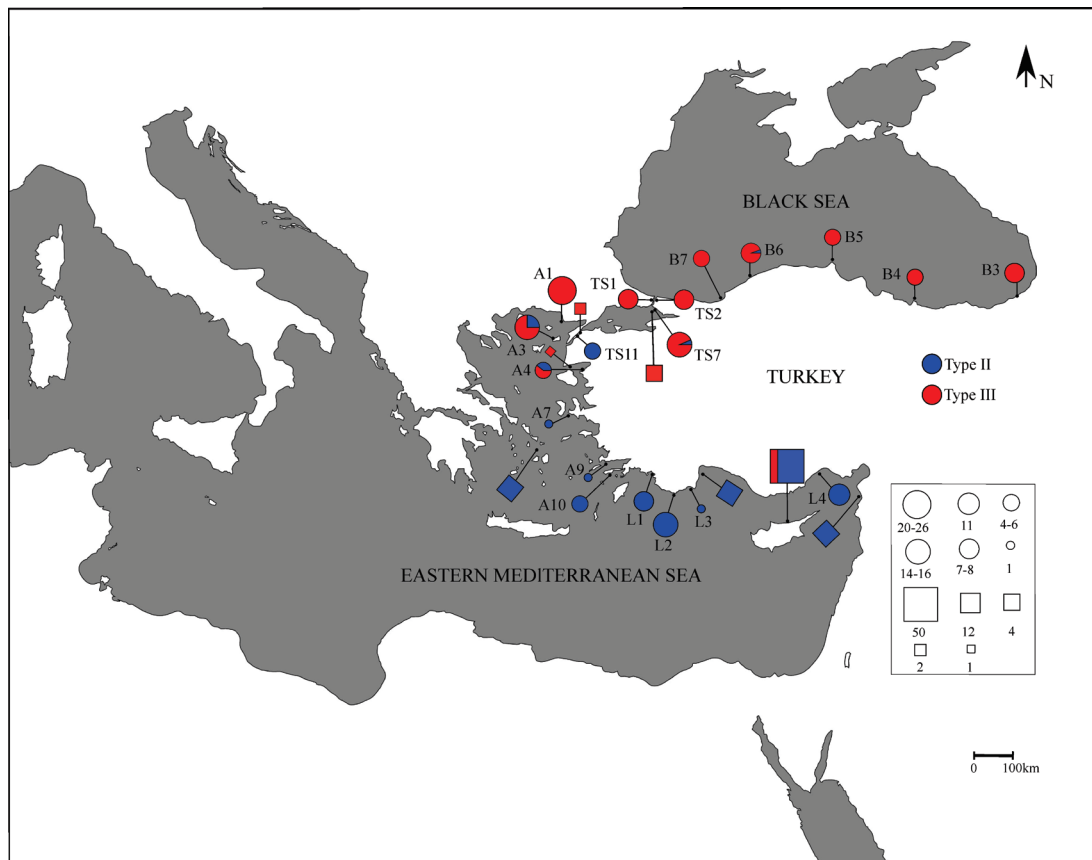 N
BLACK SEA
B5
B6
B7
B4
B3
A1
TS1
TS2
A3
TS11
TS7
A4
TURKEY
Type II
Type III
A7
A9
A10
L1
L2
L3
L4
EASTERN MEDITERRANEAN SEA
20-26
11
4-6
14-16
7-8
1
50
12
4
2
1
0
100km